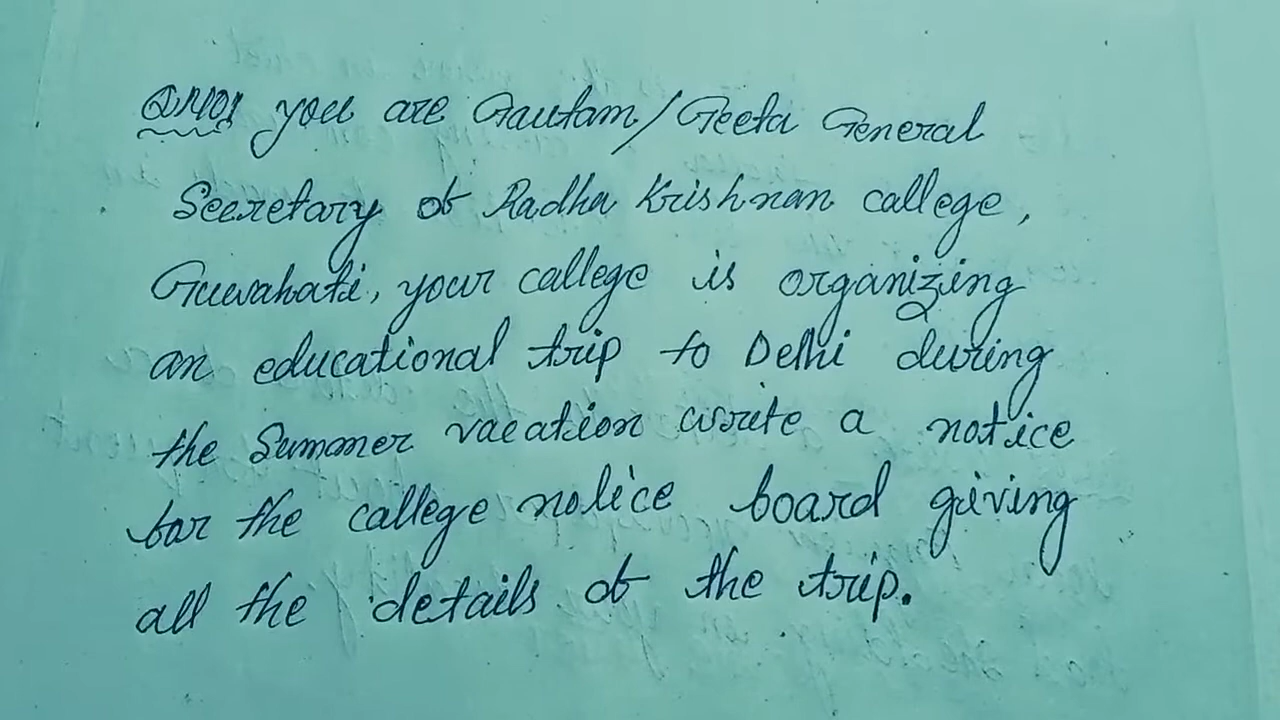 Q.NO1 you are Gautam/Geeta General
Secretary of Radha Krishnan callege,
Guwahati, your callege is organizing
an educational trip to Delhi during
the Summer vacation write a notice
for the callege notice board giving
all the details of the trip.